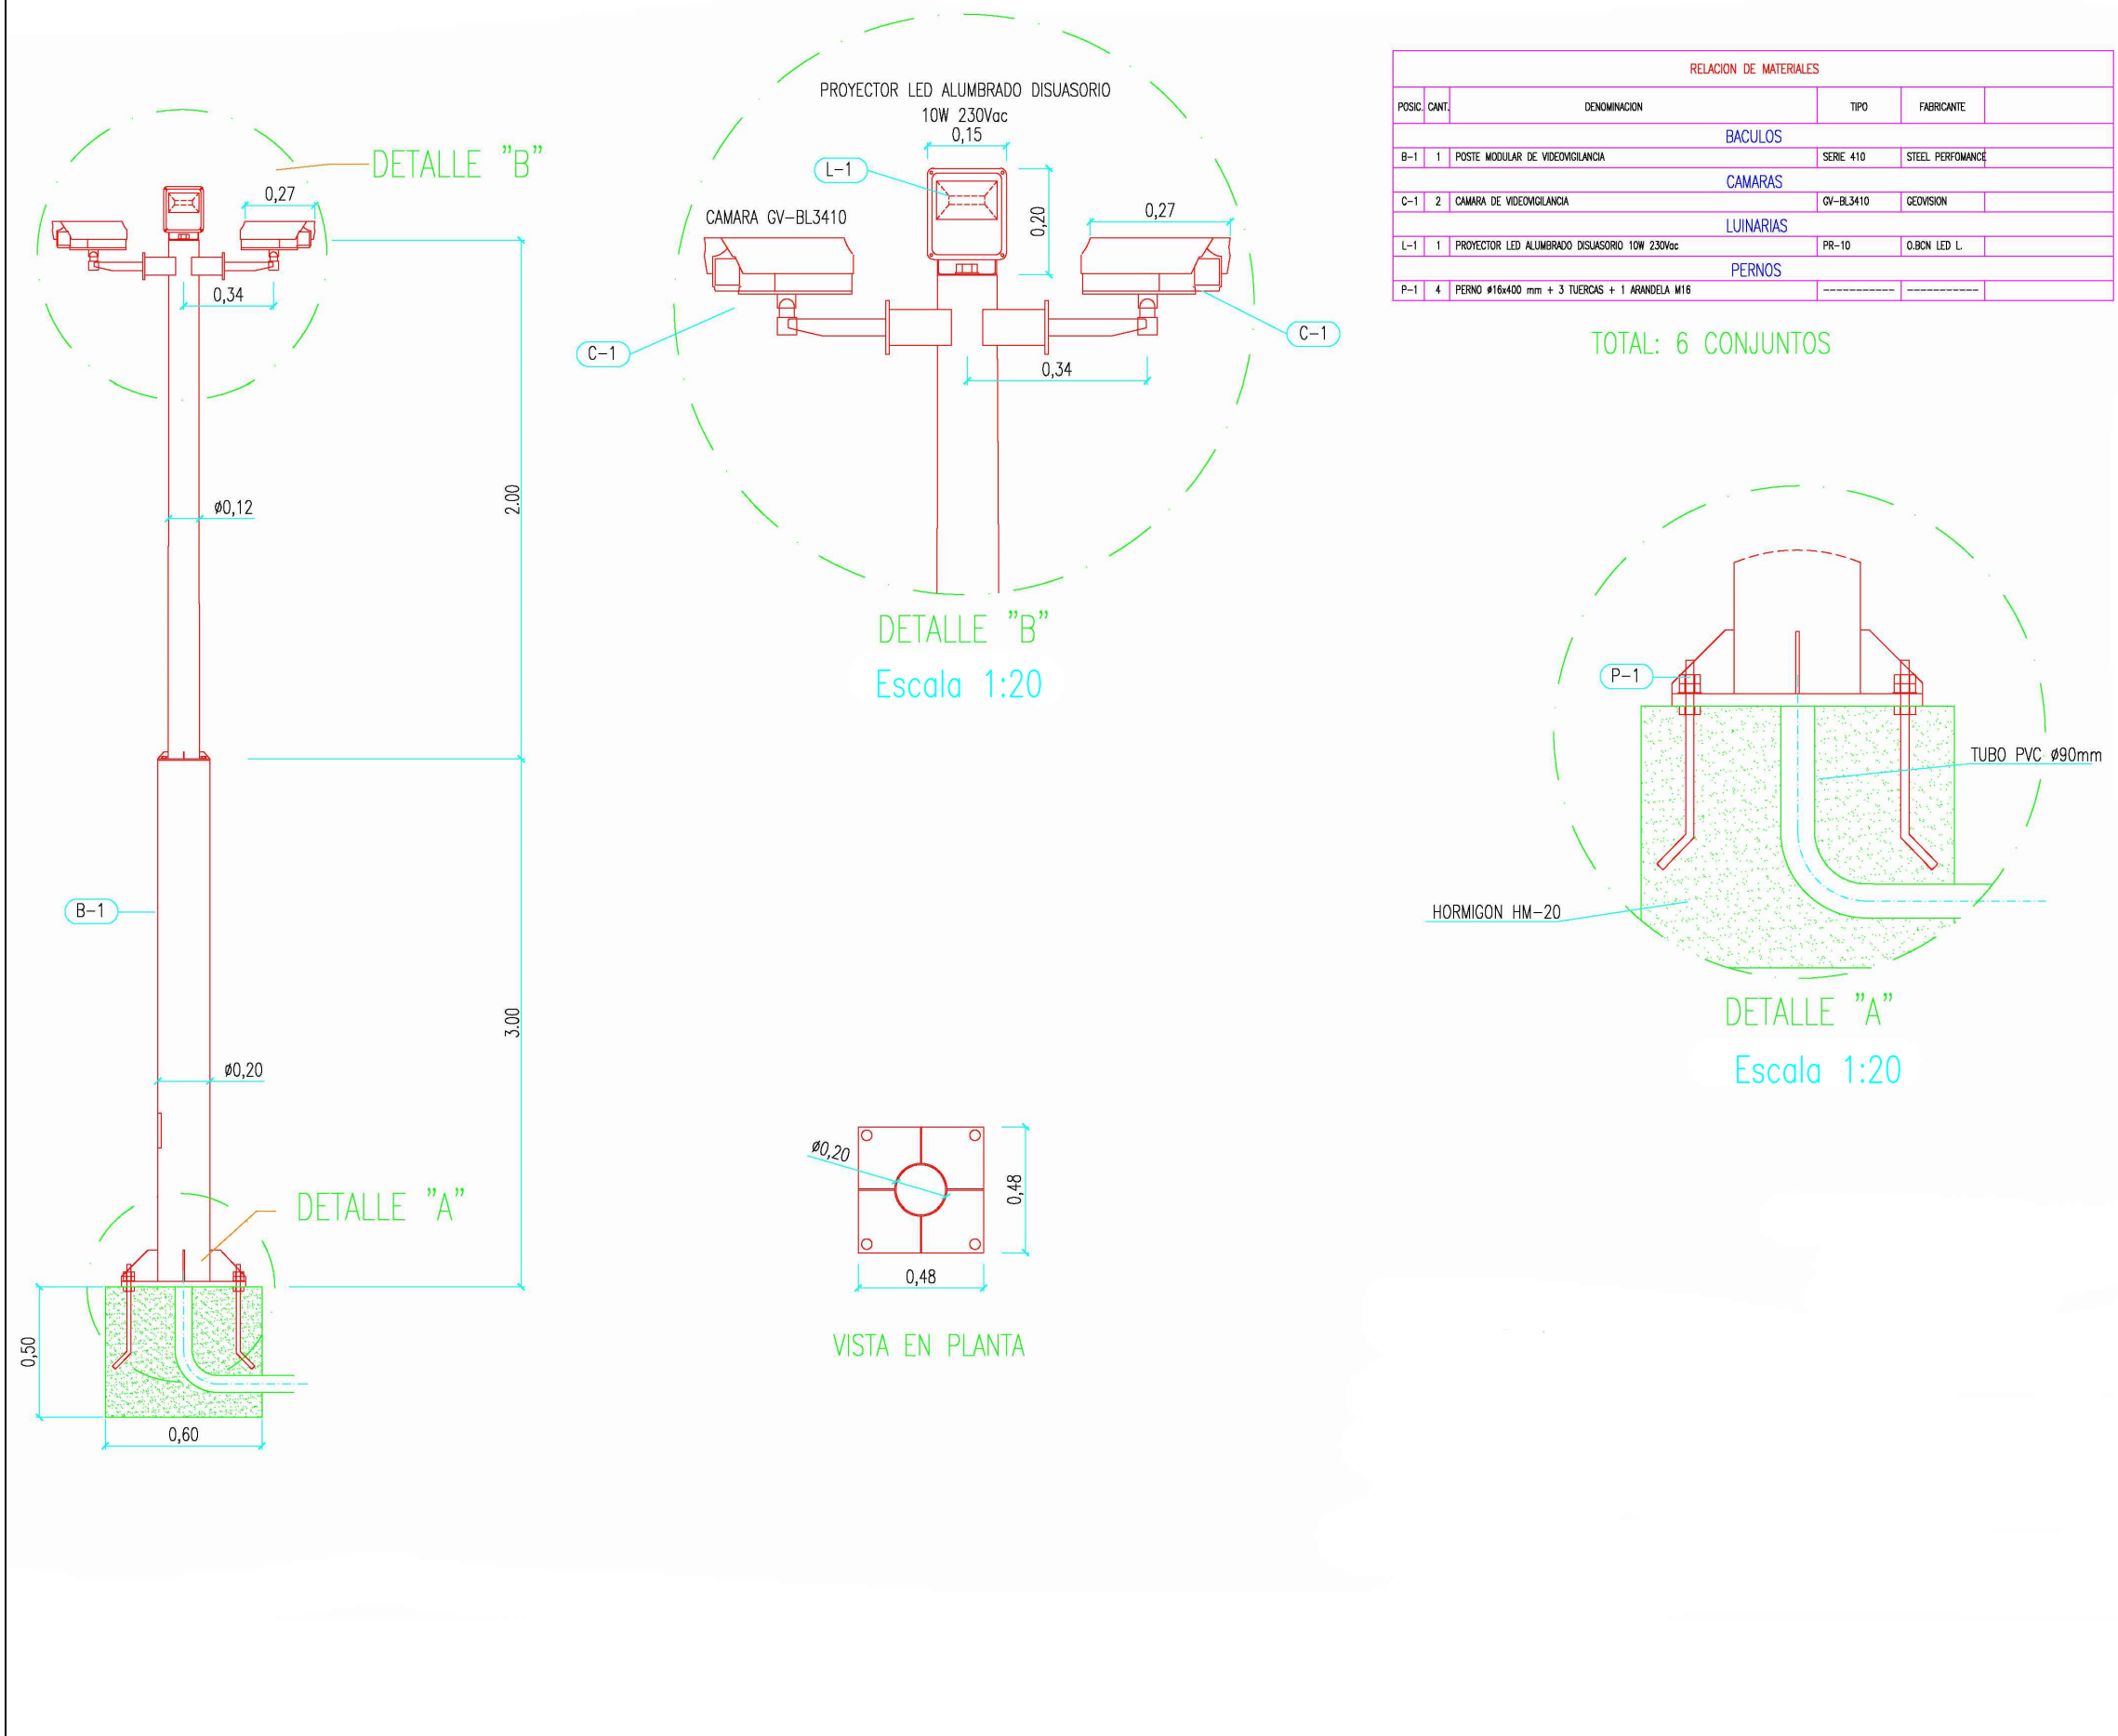 DETALLE "B"
0,27
0,34
Ø0,12
2.00
B-1
3.00
Ø0,20
DETALLE "A"
0,50
0,60
PROYECTOR LED ALUMBRADO DISUASORIO
10W 230Vac
0,15
L-1
0,20
CAMARA GV-BL3410
0,27
C-1
C-1
0,34
DETALLE "B"
Escala 1:20
Ø0,20
0,48
0,48
VISTA EN PLANTA
RELACION DE MATERIALES
POSIC. CANT. DENOMINACION TIPO FABRICANTE
BACULOS
B-1 1 POSTE MODULAR DE VIDEOVIGILANCIA SERIE 410 STEEL PERFOMANCE
CAMARAS
C-1 2 CAMARA DE VIDEOVIGILANCIA GV-BL3410 GEOVISION
LUINARIAS
L-1 1 PROYECTOR LED ALUMBRADO DISUASORIO 10W 230Vac PR-10 O.BCN LED L.
PERNOS
P-1 4 PERNO Ø16x400 mm + 3 TUERCAS + 1 ARANDELA M16 ----------- -----------
TOTAL: 6 CONJUNTOS
P-1
TUBO PVC Ø90mm
HORMIGON HM-20
DETALLE "A"
Escala 1:20